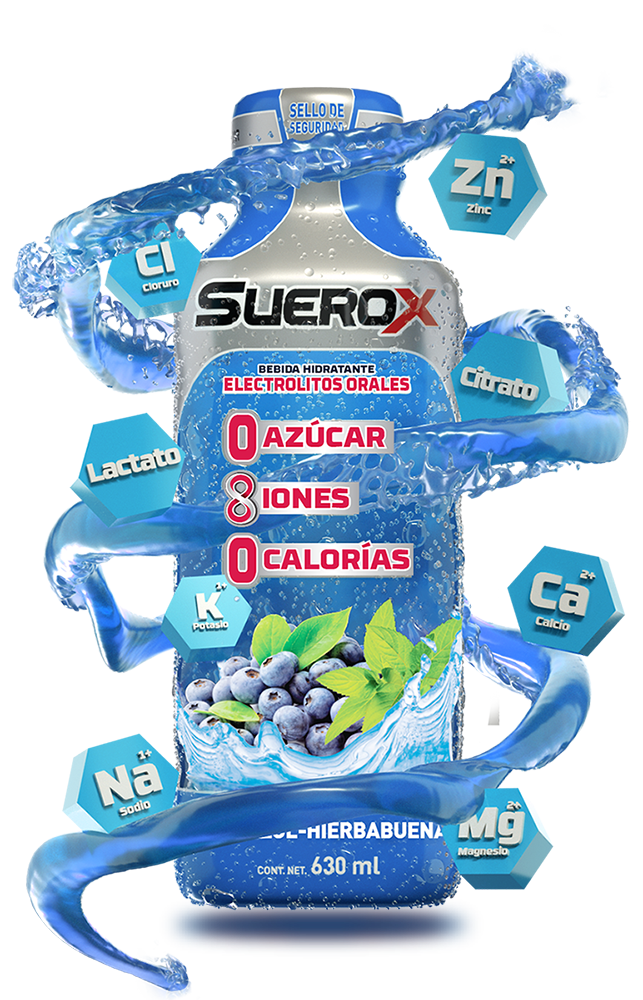 SELLO DE
SEGURIDAD
Zn 2+
Zinc
Cl
Cloruro
SUEROX
BEBIDA HIDRATANTE
ELECTROLITOS ORALES
Citrato
0 AZÚCAR
Lactato
8 IONES
0 CALORÍAS
Ca 2+
Calcio
K
Potasio
Na 1+
Sodio
Mg 2+
Magnesio
-HIERBABUENA
CONT. NET. 630 ml